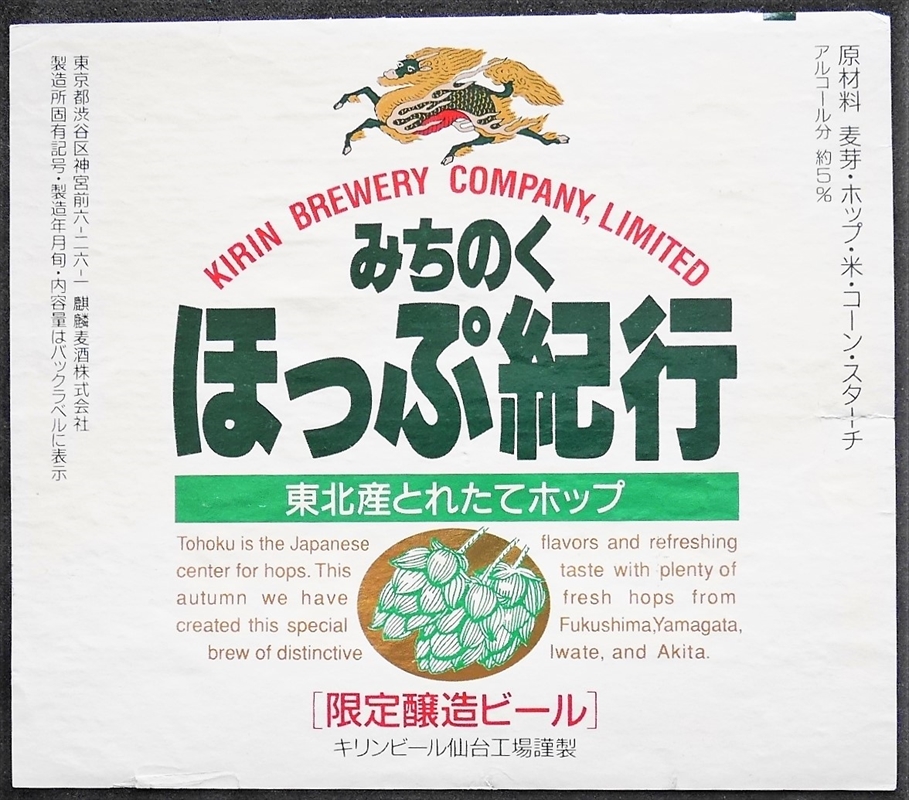 原材料 麦芽・ホップ・米・コーン・スターチ
アルコール分 約5%
KIRIN BREWERY COMPANY, LIMITED
みちのく
ほっぷ紀行
東北産とれたてホップ
Tohoku is the Japanese
center for hops. This
autumn we have
created this special
brew of distinctive
flavors and refreshing
taste with plenty of
fresh hops from
Fukushima,Yamagata,
Iwate, and Akita.
[限定醸造ビール]
キリンビール仙台工場謹製
東京都渋谷区神宮前六-二六-一 麒麟麦酒株式会社
製造所固有記号・製造年月旬・内容量はバックラベルに表示